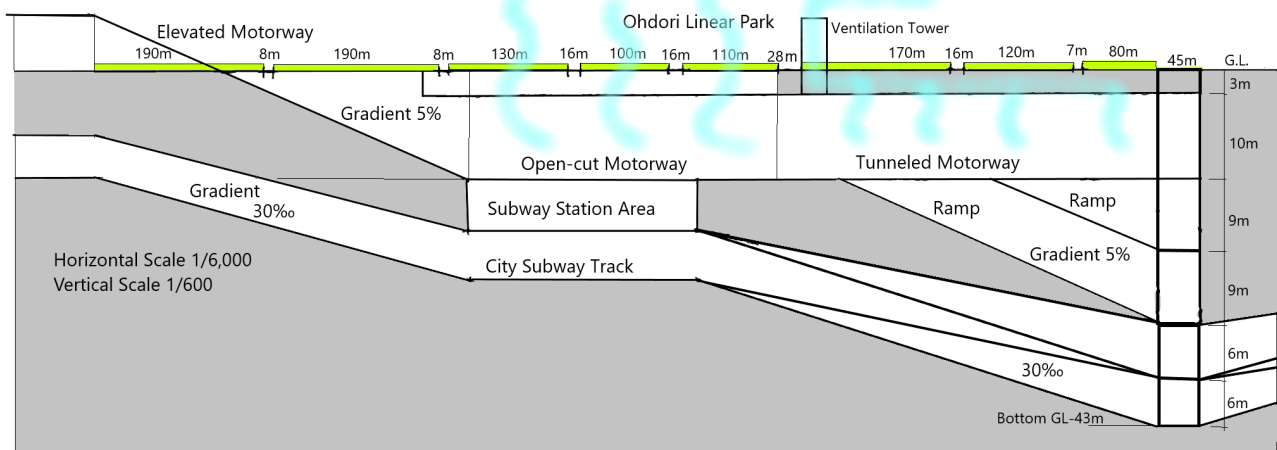 Ohdori Linear Park
Elevated Motorway
Ventilation Tower
190m
8m
190m
8m
130m
16m
100m
16m
110m
28m
170m
16m
120m
7m
80m
45m
G.L.
3m
Gradient 5%
10m
Open-cut Motorway
Tunneled Motorway
Gradient
30‰
Subway Station Area
Ramp
Ramp
9m
Horizontal Scale 1/6,000
Vertical Scale 1/600
City Subway Track
Gradient 5%
9m
30‰
6m
6m
Bottom GL-43m